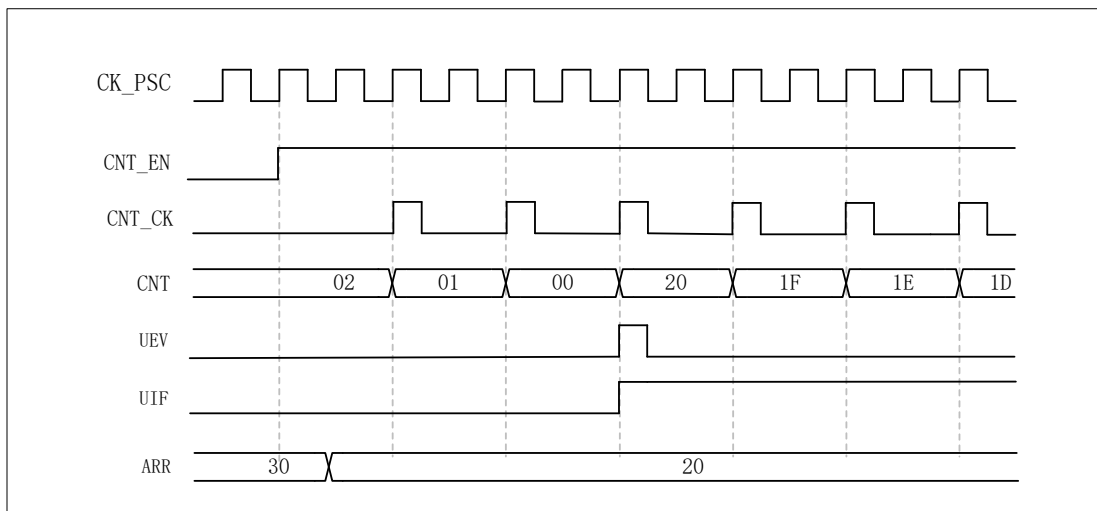 CK_PSC
CNT_EN
CNT_CK
CNT 02 01 00 20 1F 1E 1D
UEV
UIF
ARR 30 20